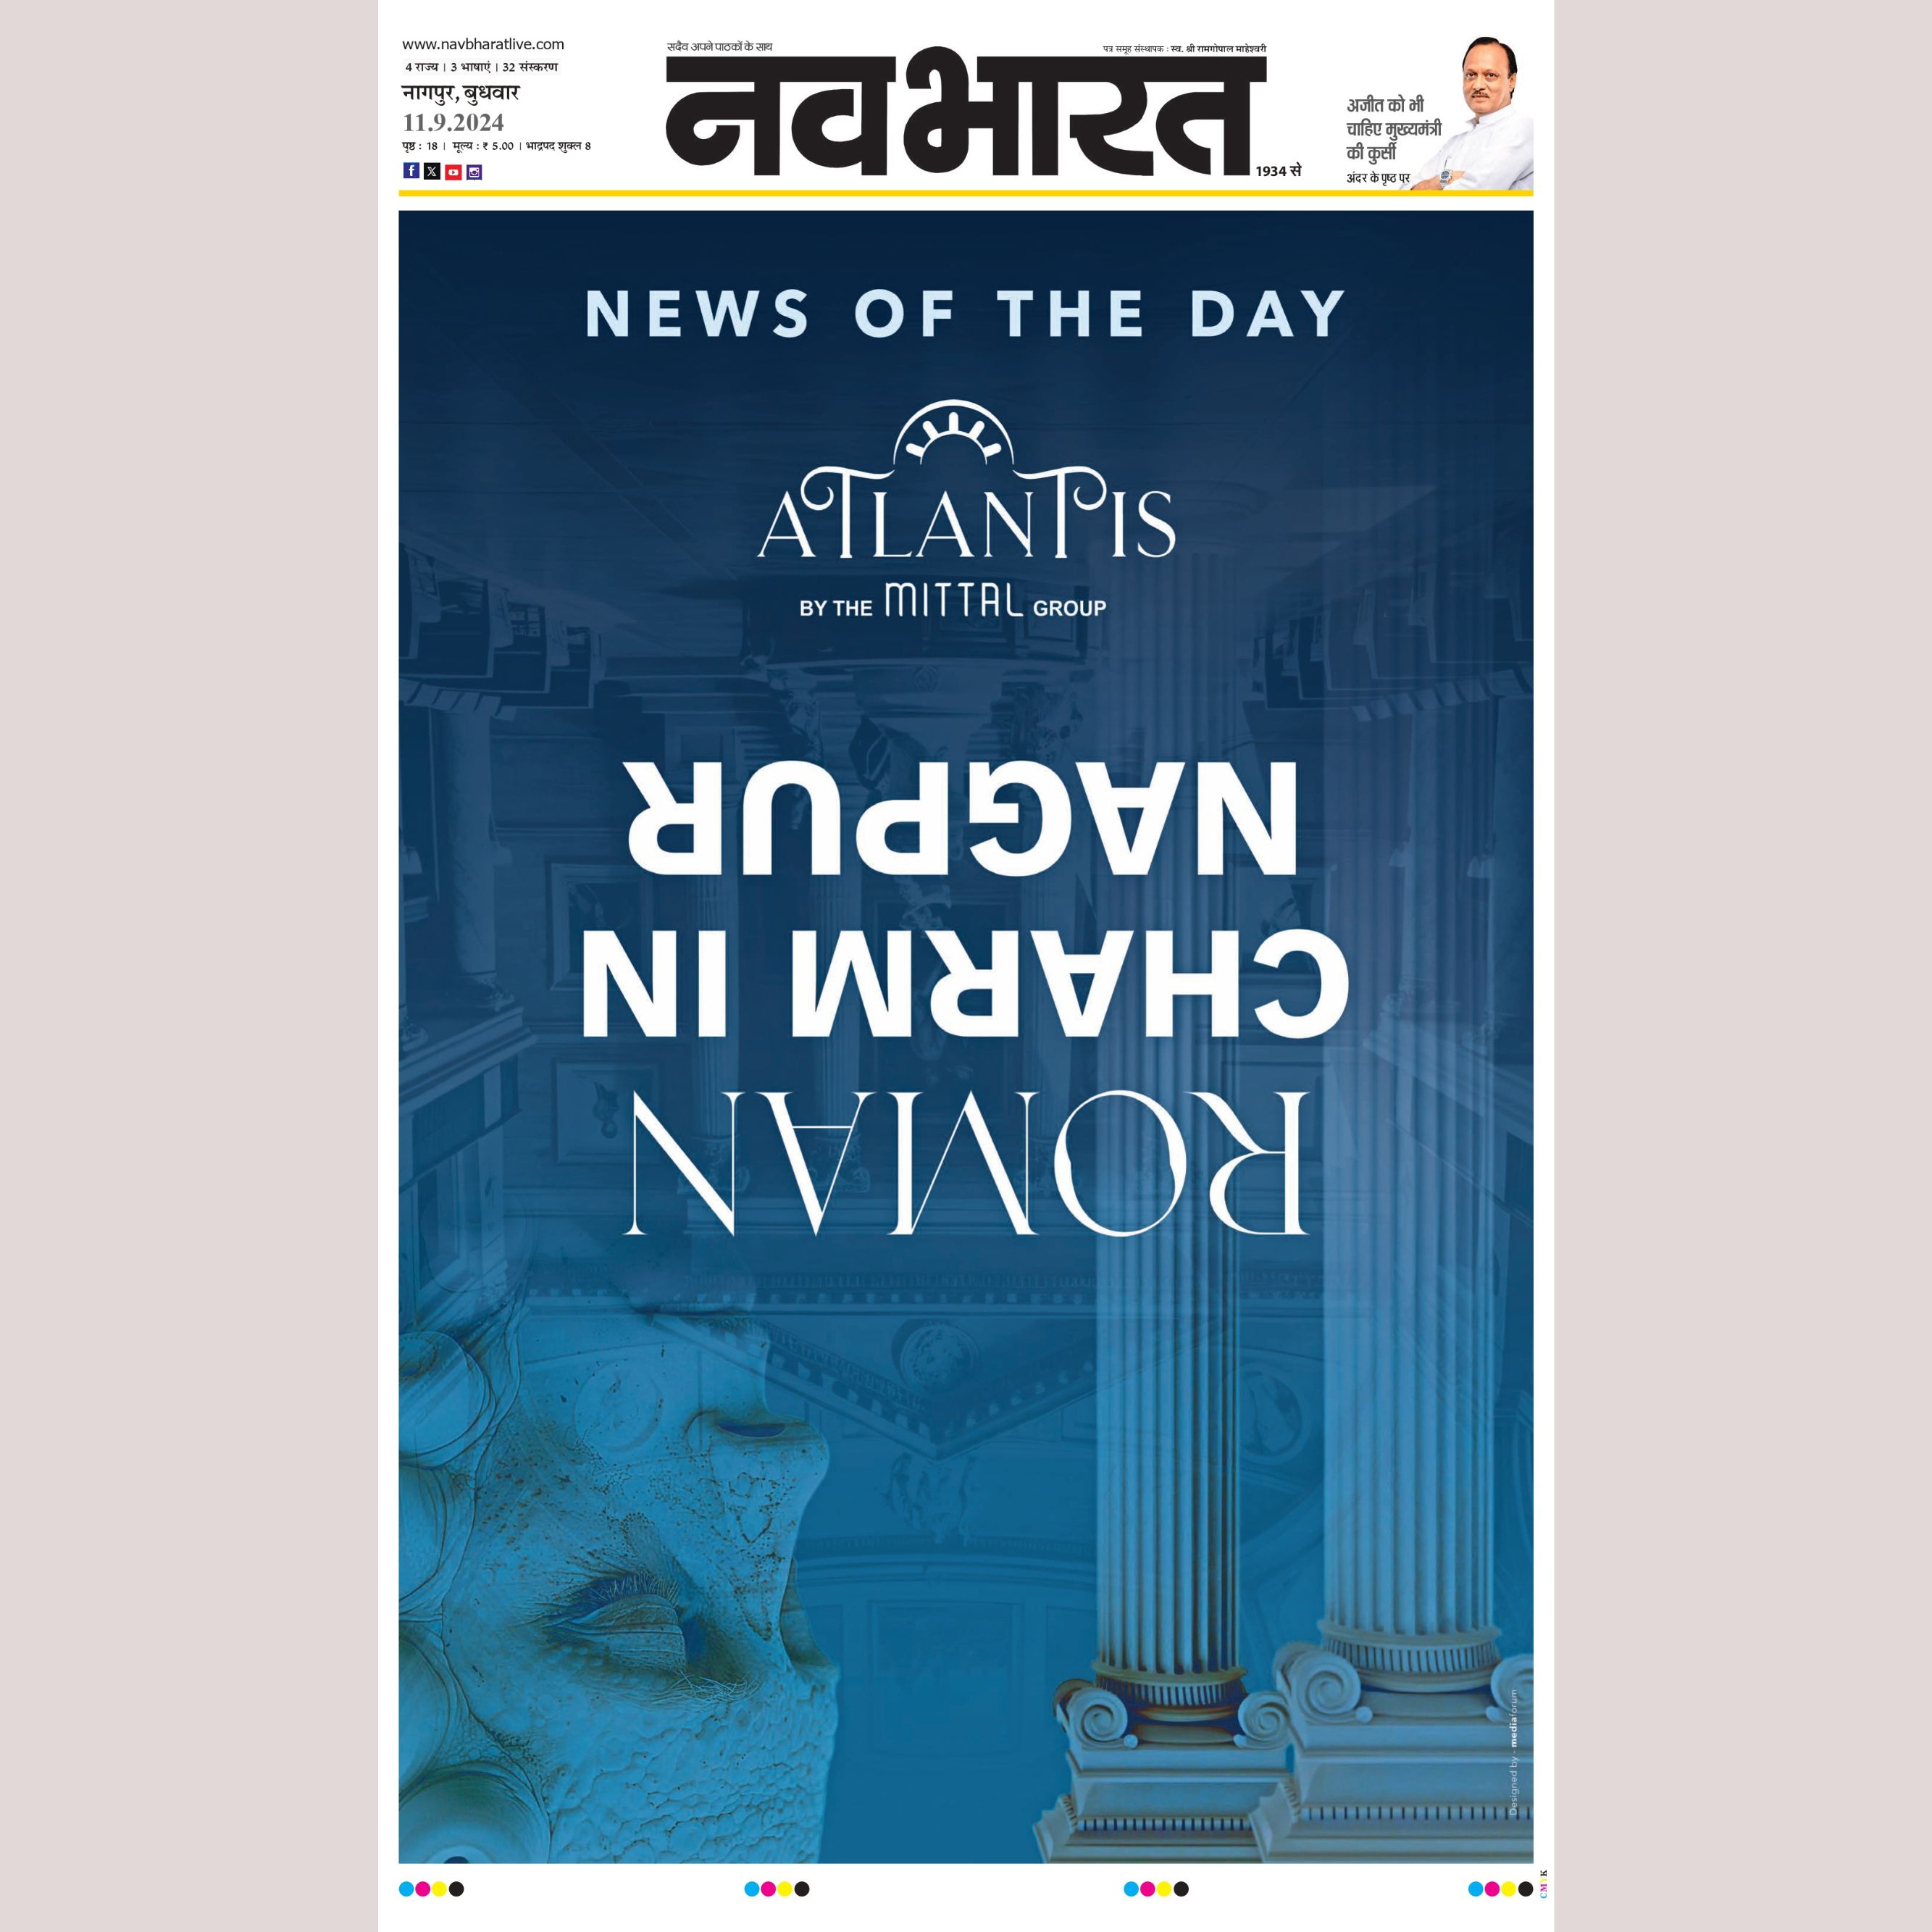 www.navbharatlive.com
4 राज्य । 3 भाषाएं । 32 संस्करण
नागपुर, बुधवार
11.9.2024
पृष्ठ : 18 । मूल्य : ₹ 5.00 । भाद्रपद शुक्ल 8
सदैव अपने पाठकों के साथ
पत्र समूह संस्थापक : स्व. श्री रामगोपाल माहेश्वरी
नवभारत
1934 से
अजीत को भी
चाहिए मुख्यमंत्री
की कुर्सी
अंदर के पृष्ठ पर
NEWS OF THE DAY
ATLANTIS
BY THE MITTAL GROUP
ROMAN
CHARM IN
NAGPUR
Designed by - mediaforum
CMYK